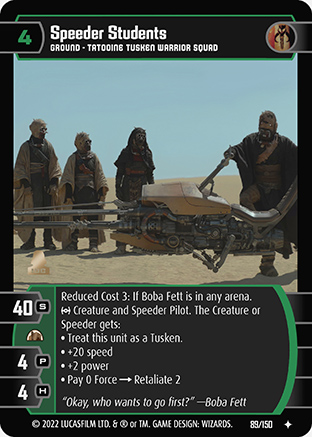 4 Speeder Students
GROUND - TATOOINE TUSKEN WARRIOR SQUAD
40 S
4 P
4 H
Reduced Cost 3: If Boba Fett is in any arena.
Creature and Speeder Pilot. The Creature or
Speeder gets:
• Treat this unit as a Tusken.
• +20 speed
• +2 power
• Pay 0 Force → Retaliate 2
"Okay, who wants to go first?" —Boba Fett
© 2022 LUCASFILM LTD. & ® or TM. GAME DESIGN: WIZARDS. 89/150